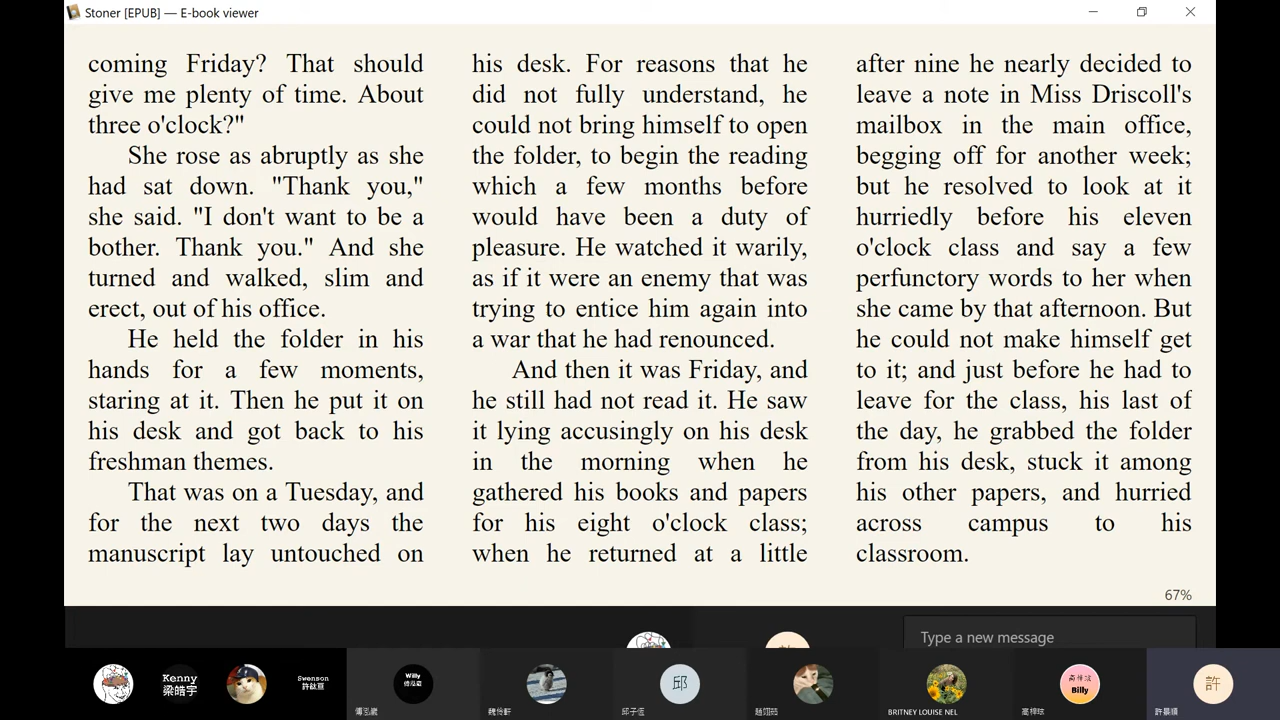 Stoner [EPUB] — E-book viewer
coming Friday? That should
give me plenty of time. About
three o'clock?"
She rose as abruptly as she
had sat down. "Thank you,"
she said. "I don't want to be a
bother. Thank you." And she
turned and walked, slim and
erect, out of his office.
He held the folder in his
hands for a few moments,
staring at it. Then he put it on
his desk and got back to his
freshman themes.
That was on a Tuesday, and
for the next two days the
manuscript lay untouched on
his desk. For reasons that he
did not fully understand, he
could not bring himself to open
the folder, to begin the reading
which a few months before
would have been a duty of
pleasure. He watched it warily,
as if it were an enemy that was
trying to entice him again into
a war that he had renounced.
And then it was Friday, and
he still had not read it. He saw
it lying accusingly on his desk
in the morning when he
gathered his books and papers
for his eight o'clock class;
when he returned at a little
after nine he nearly decided to
leave a note in Miss Driscoll's
mailbox in the main office,
begging off for another week;
but he resolved to look at it
hurriedly before his eleven
o'clock class and say a few
perfunctory words to her when
she came by that afternoon. But
he could not make himself get
to it; and just before he had to
leave for the class, his last of
the day, he grabbed the folder
from his desk, stuck it among
his other papers, and hurried
across campus to his
classroom.
67%
Type a new message
Kenny
梁皓宇
Swenson
Willy
邱
Billy
許
邱子恆
BRITNEY LOUISE NEL